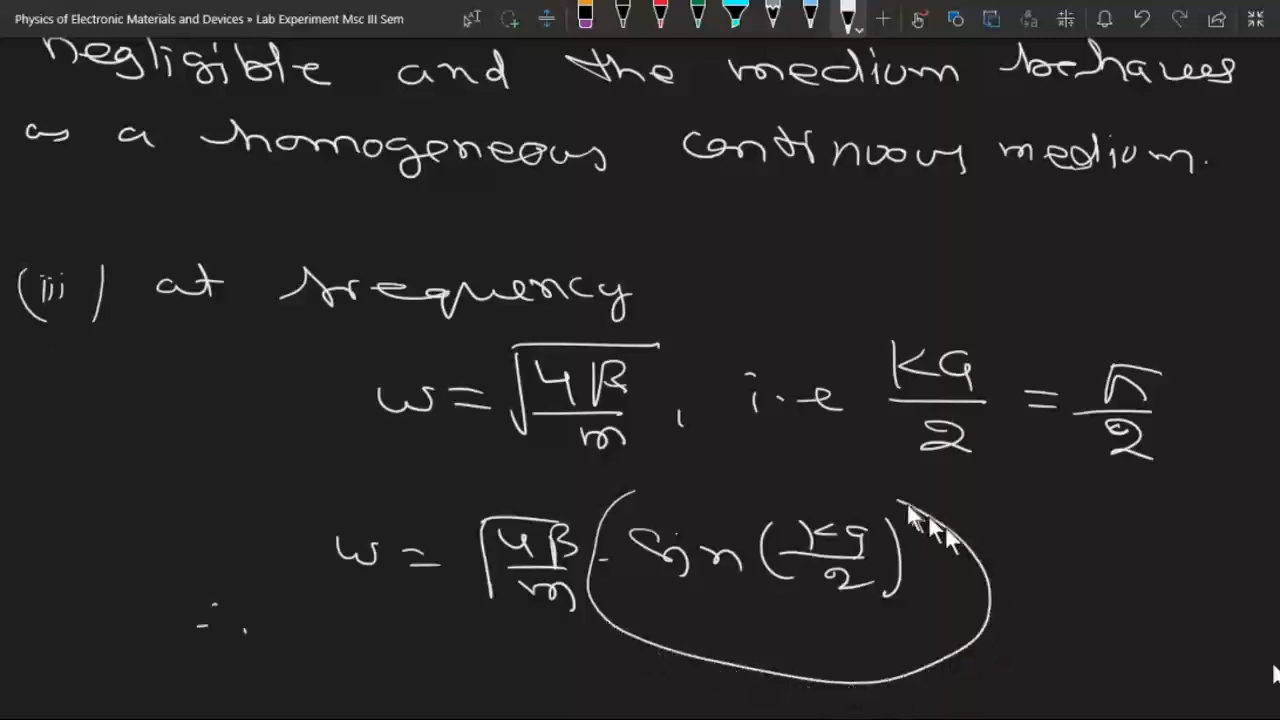 Physics of Electronic Materials and Devices » Lab Experiment Msc III Sem
negligible and the medium behaves
as a homogeneous continuous medium.
(iii) at frequency
ω = √(4β/m), i.e Ka/2 = π/2
ω = √(4β/m) · Sin(Ka/2)
∴